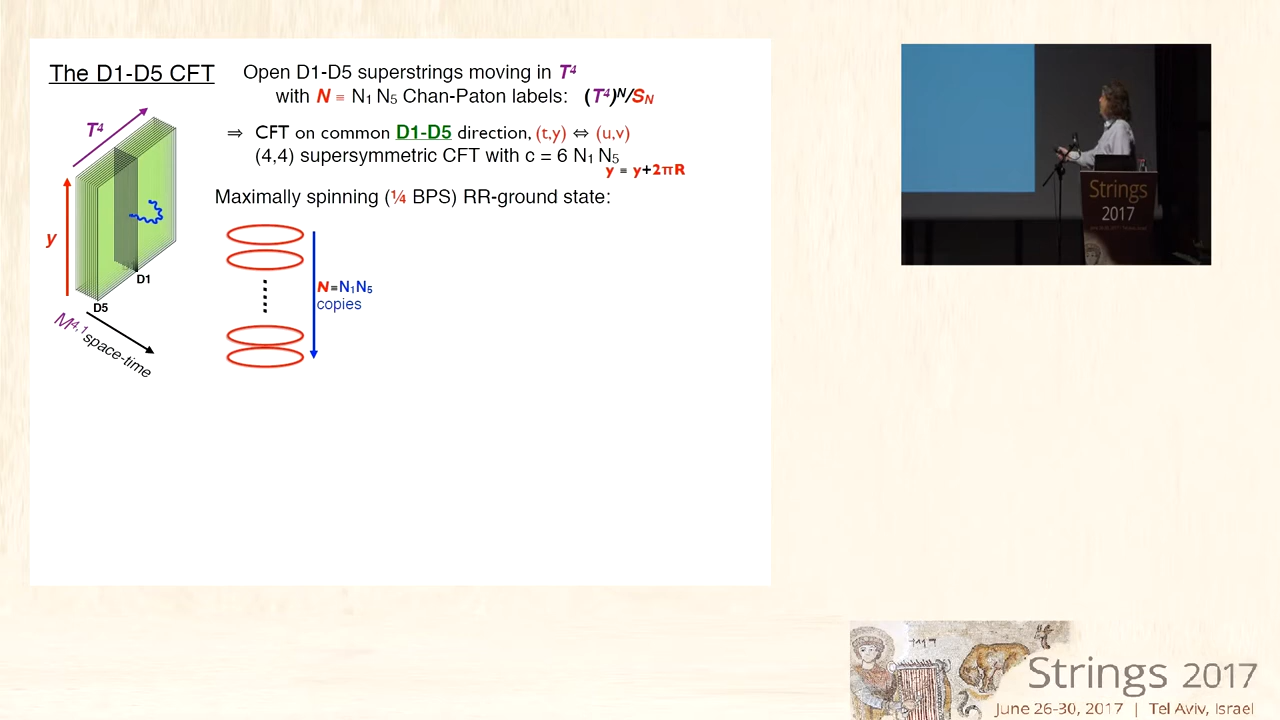 The D1-D5 CFT
Open D1-D5 superstrings moving in T⁴
with N ≡ N₁ N₅ Chan-Paton labels: (T⁴)ᴺ/Sɴ
⇒ CFT on common D1-D5 direction, (t,y) ⇔ (u,v)
(4,4) supersymmetric CFT with c = 6 N₁ N₅
y ≡ y+2πR
Maximally spinning (¼ BPS) RR-ground state:
T⁴
y
D1
D5
M⁴,¹ space-time
N=N₁N₅
copies
Strings
2017
Strings 2017
June 26-30, 2017 | Tel Aviv, Israel